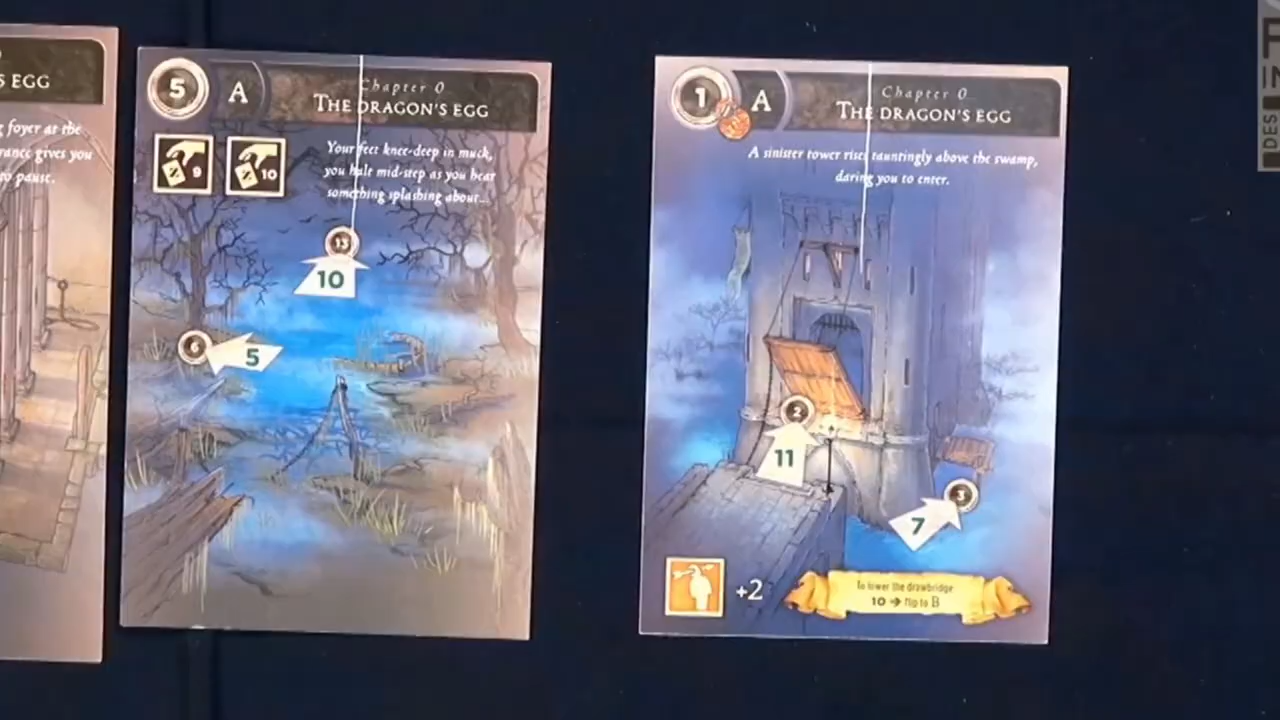 S EGG
g foyer at the
rance gives you
to pause.
5 A
Chapter 0
THE DRAGON'S EGG
9
10
Your feet knee-deep in muck,
you halt mid-step as you hear
something splashing about...
13
10
6
5
1 A
Chapter 0
THE DRAGON'S EGG
A sinister tower rises tauntingly above the swamp,
daring you to enter.
2
11
3
7
+2
To lower the drawbridge
10 → flip to B
DESI